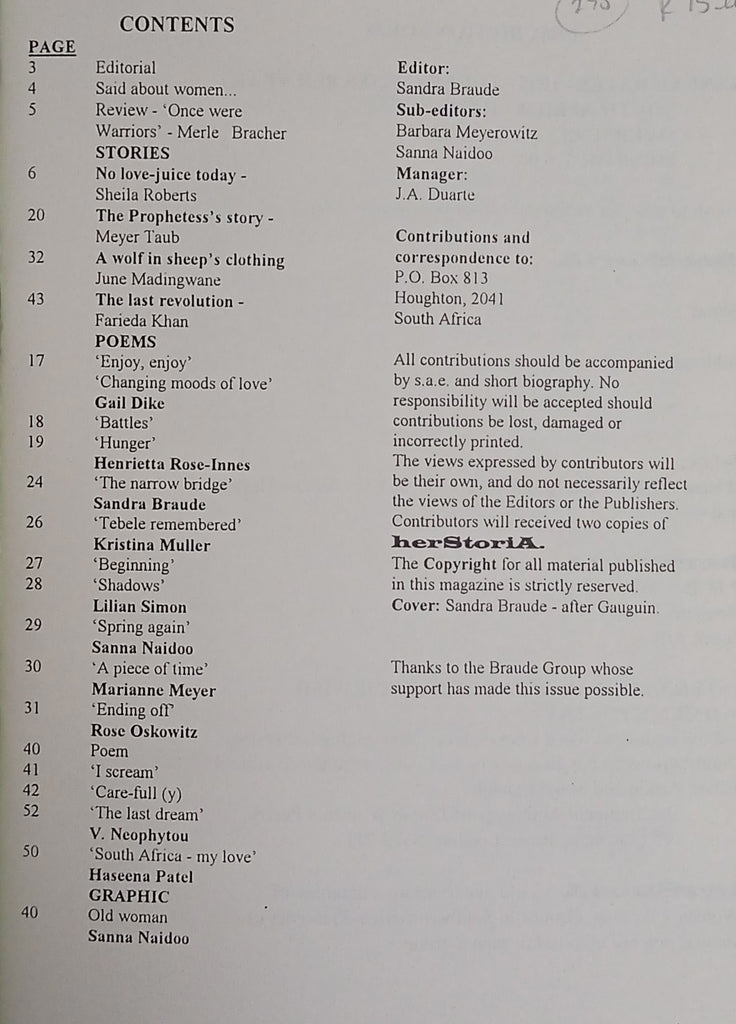 CONTENTS
PAGE
3 Editorial
4 Said about women...
5 Review - ‘Once were
Warriors’ - Merle Bracher
STORIES
6 No love-juice today -
Sheila Roberts
20 The Prophetess's story -
Meyer Taub
32 A wolf in sheep's clothing
June Madingwane
43 The last revolution -
Farieda Khan
POEMS
17 ‘Enjoy, enjoy’
‘Changing moods of love’
Gail Dike
18 ‘Battles’
19 ‘Hunger’
Henrietta Rose-Innes
24 ‘The narrow bridge’
Sandra Braude
26 ‘Tebele remembered’
Kristina Muller
27 ‘Beginning’
28 ‘Shadows’
Lilian Simon
29 ‘Spring again’
Sanna Naidoo
30 ‘A piece of time’
Marianne Meyer
31 ‘Ending off’
Rose Oskowitz
40 Poem
41 ‘I scream’
42 ‘Care-full (y)
52 ‘The last dream’
V. Neophytou
50 ‘South Africa - my love’
Haseena Patel
GRAPHIC
40 Old woman
Sanna Naidoo
Editor:
Sandra Braude
Sub-editors:
Barbara Meyerowitz
Sanna Naidoo
Manager:
J.A. Duarte
Contributions and
correspondence to:
P.O. Box 813
Houghton, 2041
South Africa
All contributions should be accompanied
by s.a.e. and short biography. No
responsibility will be accepted should
contributions be lost, damaged or
incorrectly printed.
The views expressed by contributors will
be their own, and do not necessarily reflect
the views of the Editors or the Publishers.
Contributors will received two copies of
herStoriA.
The Copyright for all material published
in this magazine is strictly reserved.
Cover: Sandra Braude - after Gauguin.
Thanks to the Braude Group whose
support has made this issue possible.